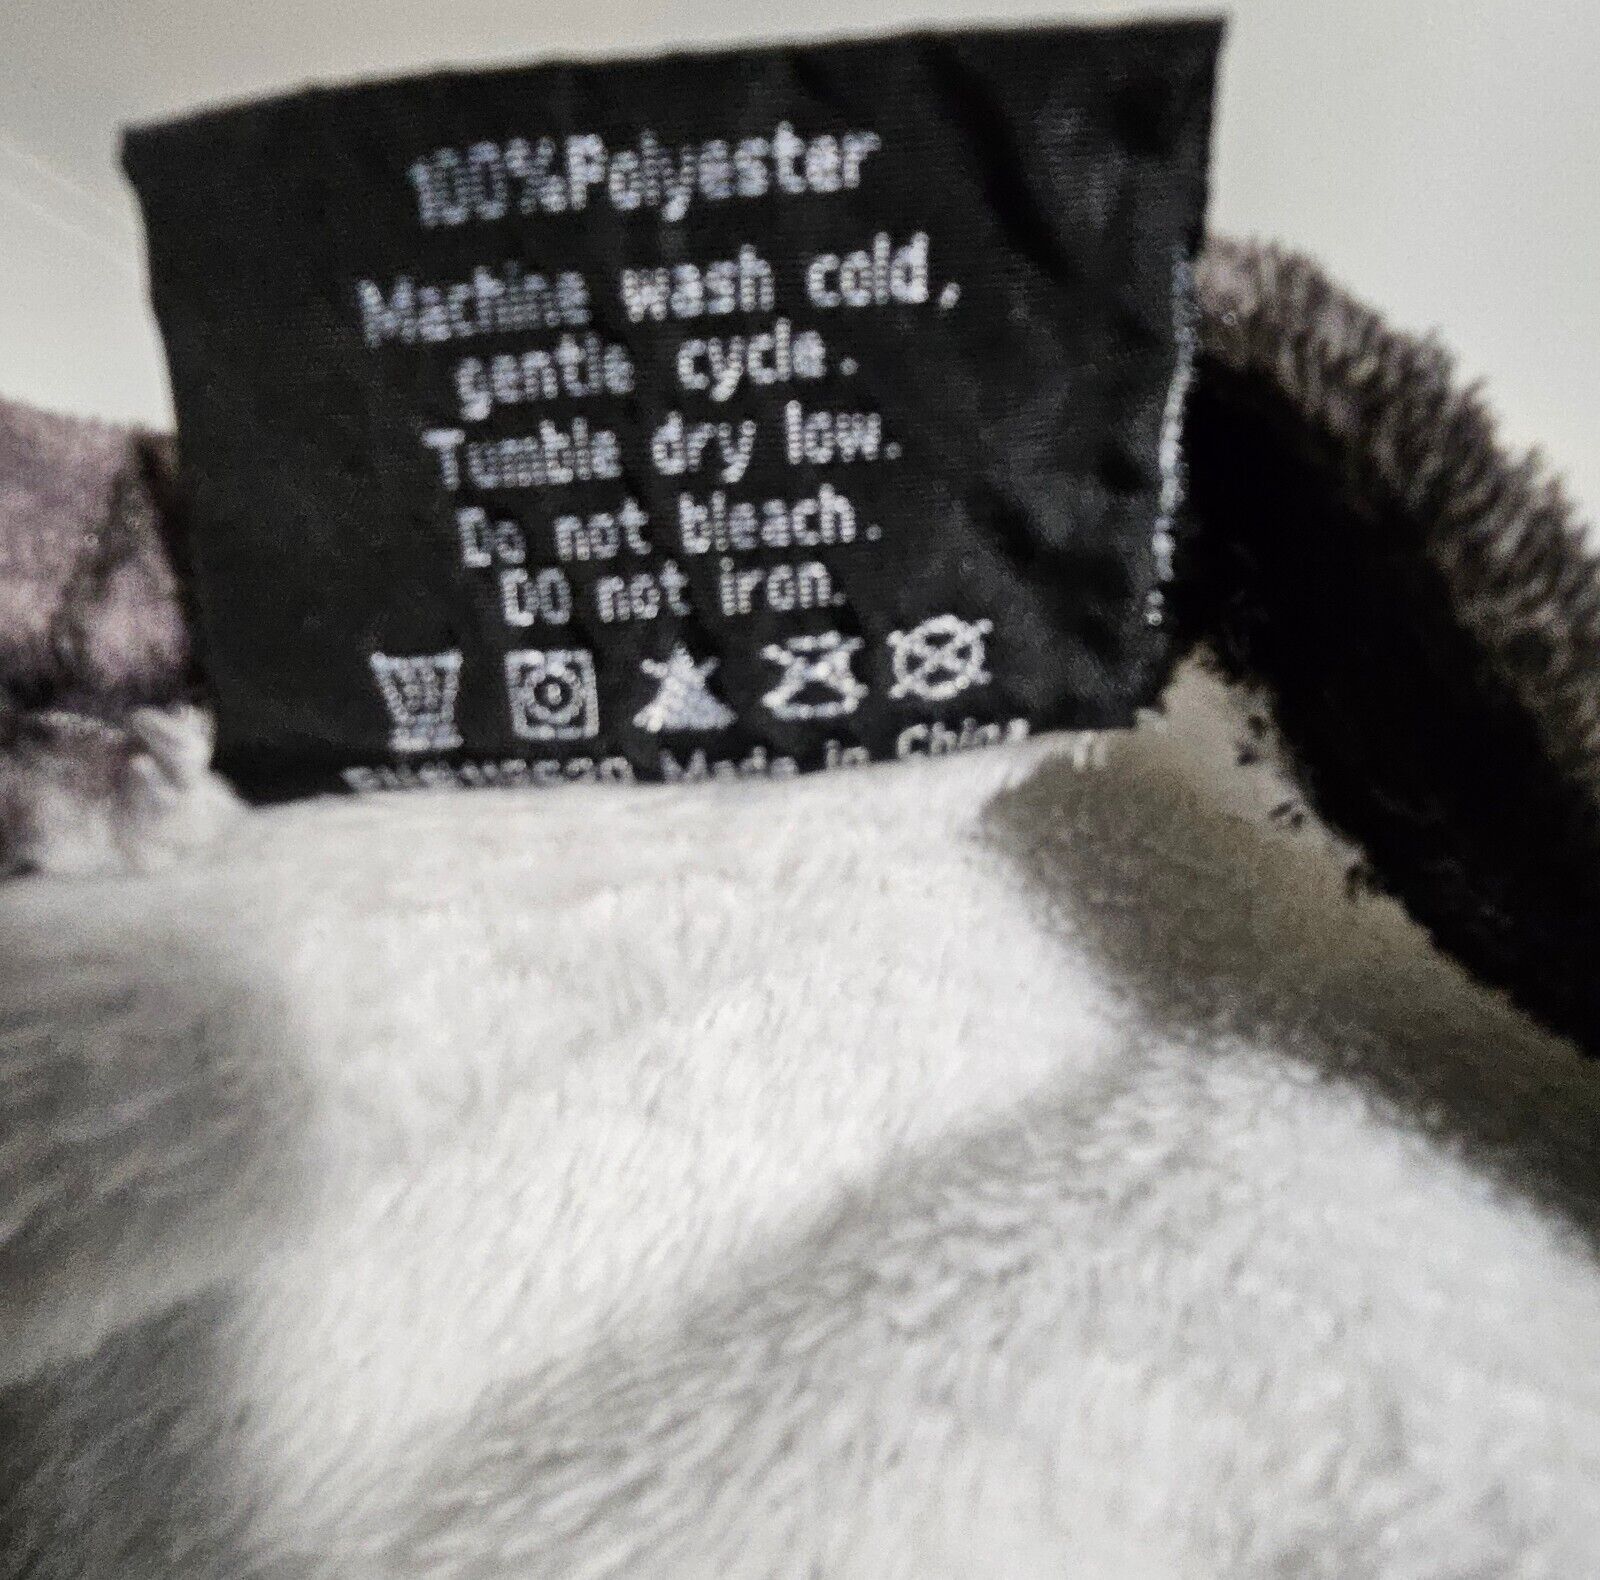 100%Polyester
Machine wash cold,
gentle cycle.
Tumble dry low.
Do not bleach.
DO not iron.
Made in China